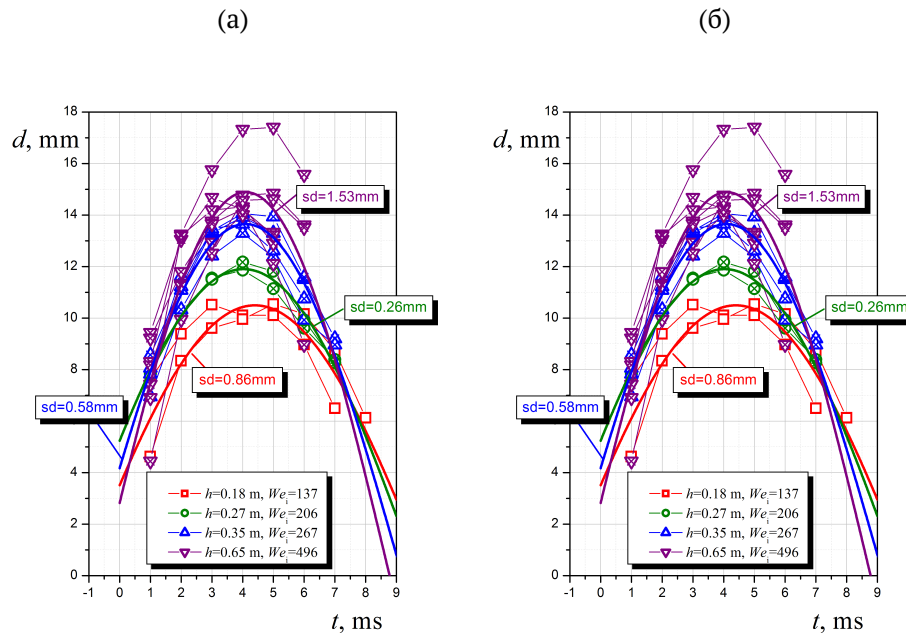 (а)
(б)
18
d, mm
16
sd=1.53mm
14
12
sd=0.26mm
10
8
sd=0.86mm
sd=0.58mm
4
h=0.18 m, Wei=137
2
h=0.27 m, Wei=206
h=0.35 m, Wei=267
h=0.65 m, Wei=496
0
-1 0 1 2 3 4 5 6 7 8 9
t, ms
18
d, mm
16
sd=1.53mm
14
12
sd=0.26mm
10
8
sd=0.86mm
sd=0.58mm
4
h=0.18 m, Wei=137
2
h=0.27 m, Wei=206
h=0.35 m, Wei=267
h=0.65 m, Wei=496
0
-1 0 1 2 3 4 5 6 7 8 9
t, ms